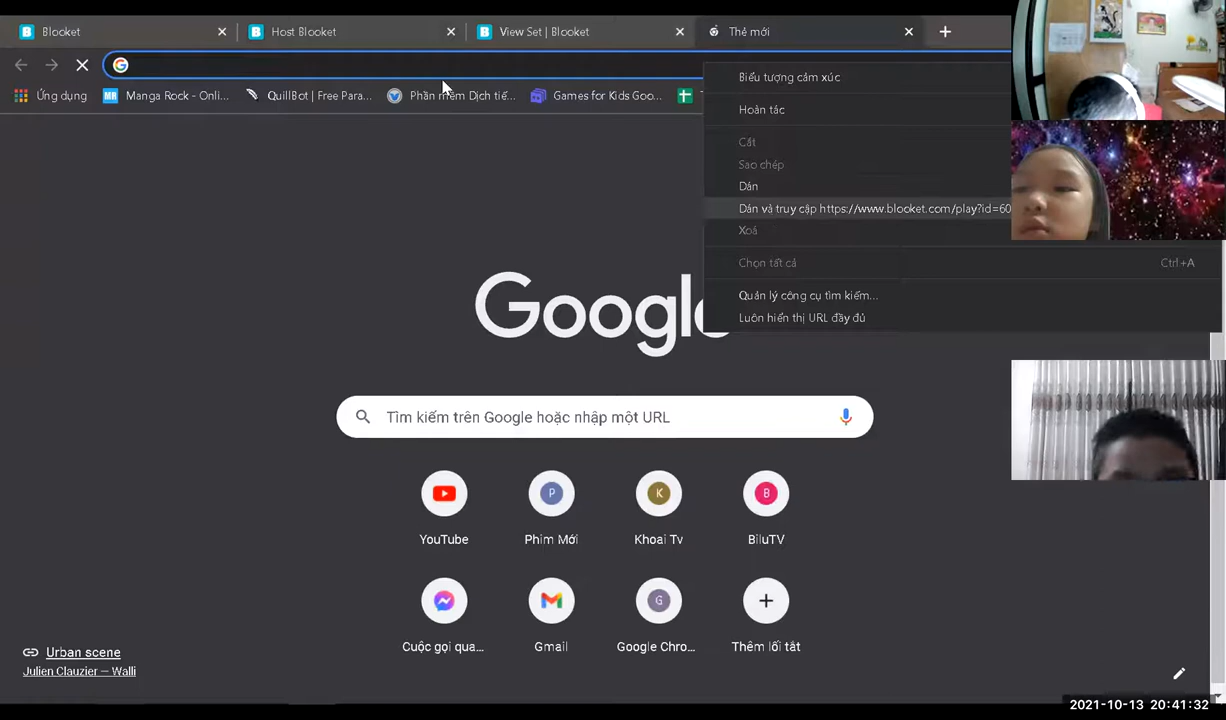 Blooket
Host Blooket
View Set | Blooket
Thẻ mới
Ứng dụng
MR
Manga Rock - Onli...
QuillBot | Free Para...
Phần mềm Dịch tiế...
Games for Kids Goo...
Biểu tượng cảm xúc
Hoàn tác
Cắt
Sao chép
Dán
Dán và truy cập https://www.blooket.com/play?id=60
Xoá
Chọn tất cả Ctrl+A
Quản lý công cụ tìm kiếm...
Luôn hiển thị URL đầy đủ
Tìm kiếm trên Google hoặc nhập một URL
P
K
B
YouTube
Phim Mới
Khoai Tv
BiluTV
G
Cuộc gọi qua...
Gmail
Google Chro...
Thêm lối tắt
Urban scene
Julien Clauzier — Walli
2021-10-13 20:41:32